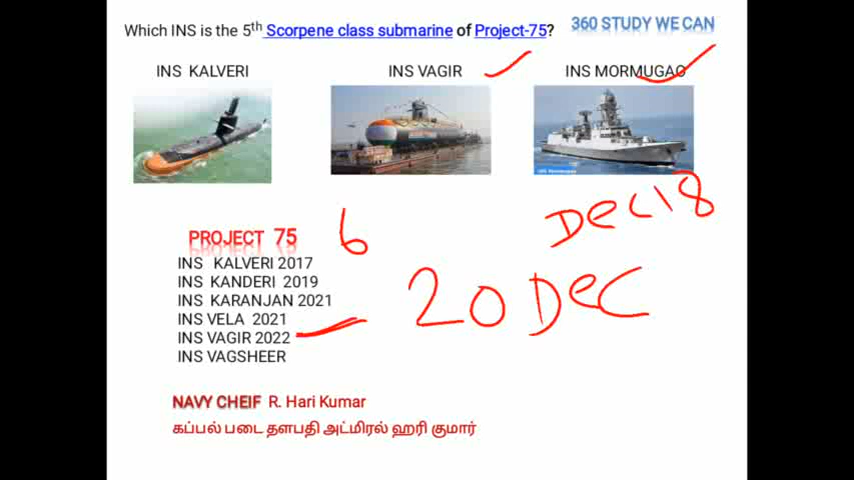 Which INS is the 5th Scorpene class submarine of Project-75?
360 STUDY WE CAN
INS KALVERI
INS VAGIR
INS MORMUGAO
Dec 18
PROJECT 75
6
INS KALVERI 2017
INS KANDERI 2019
INS KARANJAN 2021
INS VELA 2021
INS VAGIR 2022
INS VAGSHEER
20 Dec
NAVY CHEIF R. Hari Kumar
கப்பல் படை தளபதி அட்மிரல் ஹரி குமார்